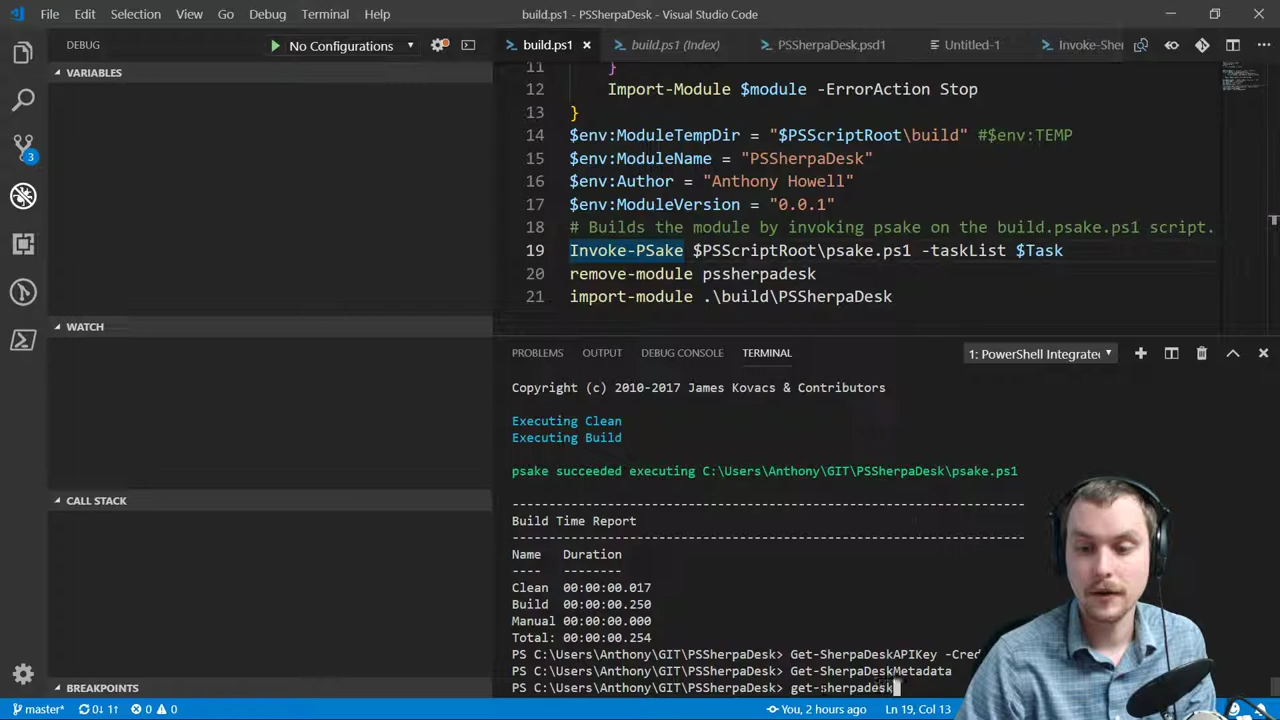 File Edit Selection View Go Debug Terminal Help
build.ps1 - PSSherpaDesk - Visual Studio Code
DEBUG
No Configurations
build.ps1
build.ps1 (Index)
PSSherpaDesk.psd1
Untitled-1
Invoke-Sher
VARIABLES
WATCH
CALL STACK
BREAKPOINTS
3
11 }
12 Import-Module $module -ErrorAction Stop
13 }
14 $env:ModuleTempDir = "$PSScriptRoot\build" #$env:TEMP
15 $env:ModuleName = "PSSherpaDesk"
16 $env:Author = "Anthony Howell"
17 $env:ModuleVersion = "0.0.1"
18 # Builds the module by invoking psake on the build.psake.ps1 script.
19 Invoke-PSake $PSScriptRoot\psake.ps1 -taskList $Task
20 remove-module pssherpadesk
21 import-module .\build\PSSherpaDesk
PROBLEMS OUTPUT DEBUG CONSOLE TERMINAL
1: PowerShell Integrate
Copyright (c) 2010-2017 James Kovacs & Contributors
Executing Clean
Executing Build
psake succeeded executing C:\Users\Anthony\GIT\PSSherpaDesk\psake.ps1
----------------------------------------------------------------------
Build Time Report
----------------------------------------------------------------------
Name Duration
---- --------
Clean 00:00:00.017
Build 00:00:00.250
Manual 00:00:00.000
Total: 00:00:00.254
PS C:\Users\Anthony\GIT\PSSherpaDesk> Get-SherpaDeskAPIKey -Cred
PS C:\Users\Anthony\GIT\PSSherpaDesk> Get-SherpaDeskMetadata
PS C:\Users\Anthony\GIT\PSSherpaDesk> get-sherpadesk
master* 0↓ 1↑ 0 0
You, 2 hours ago
Ln 19, Col 13